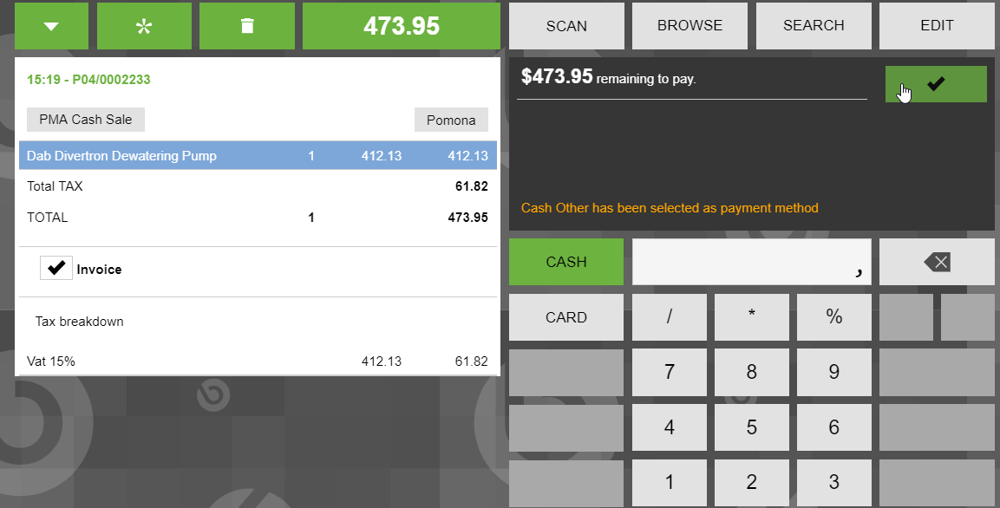 473.95
SCAN
BROWSE
SEARCH
EDIT
15:19 - P04/0002233
PMA Cash Sale
Pomona
Dab Divertron Dewatering Pump 1 412.13 412.13
Total TAX 61.82
TOTAL 1 473.95
Invoice
Tax breakdown
Vat 15% 412.13 61.82
$473.95 remaining to pay.
Cash Other has been selected as payment method
CASH
,
CARD
/ * %
7 8 9
4 5 6
1 2 3